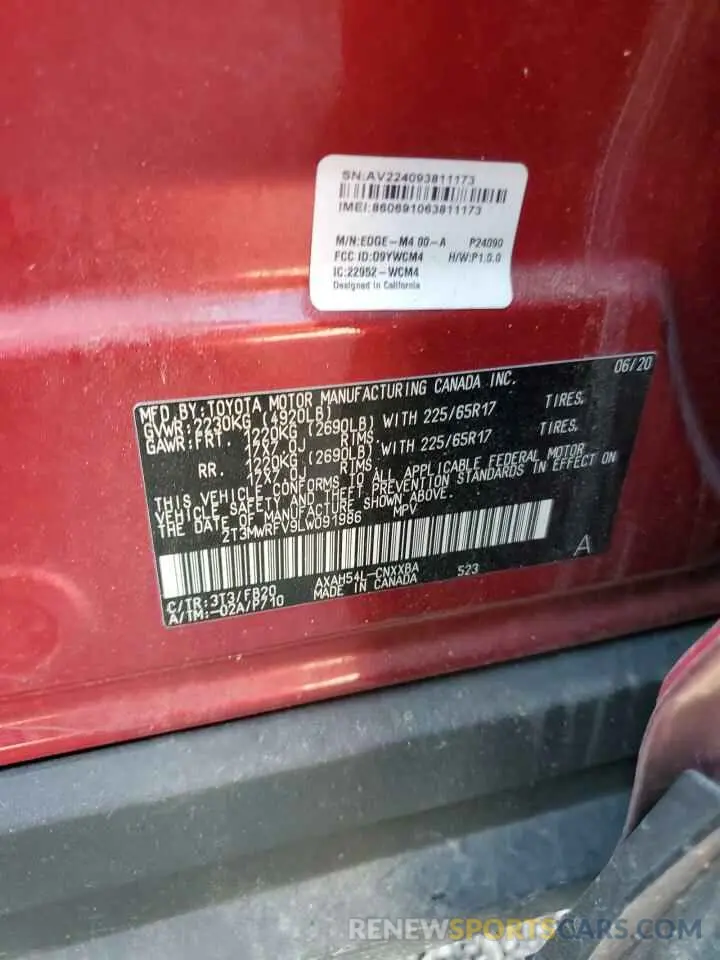 SN:AV224093811173
IMEI:860691063811173
M/N:EDGE-M4 00-A P24090
FCC ID:D9YWCM4 H/W:P1.0.0
IC:22952-WCM4
Designed in California
06/20
MFD.BY:TOYOTA MOTOR MANUFACTURING CANADA INC.
GVWR:2230KG (4920LB)
GAWR:FRT. 1220KG (2690LB) WITH 225/65R17 TIRES,
17X7.0J RIMS,
RR. 1220KG (2690LB) WITH 225/65R17 TIRES,
17X7.0J RIMS,
THIS VEHICLE CONFORMS TO ALL APPLICABLE FEDERAL MOTOR
VEHICLE SAFETY AND THEFT PREVENTION STANDARDS IN EFFECT ON
THE DATE OF MANUFACTURE SHOWN ABOVE.
2T3MWRFV9LW091986 MPV
A
C/TR:3T3/FB20 AXAH54L-CNXXBA 523
A/TM:-02A/P710 MADE IN CANADA
RENEWSPORTSCARS.COM